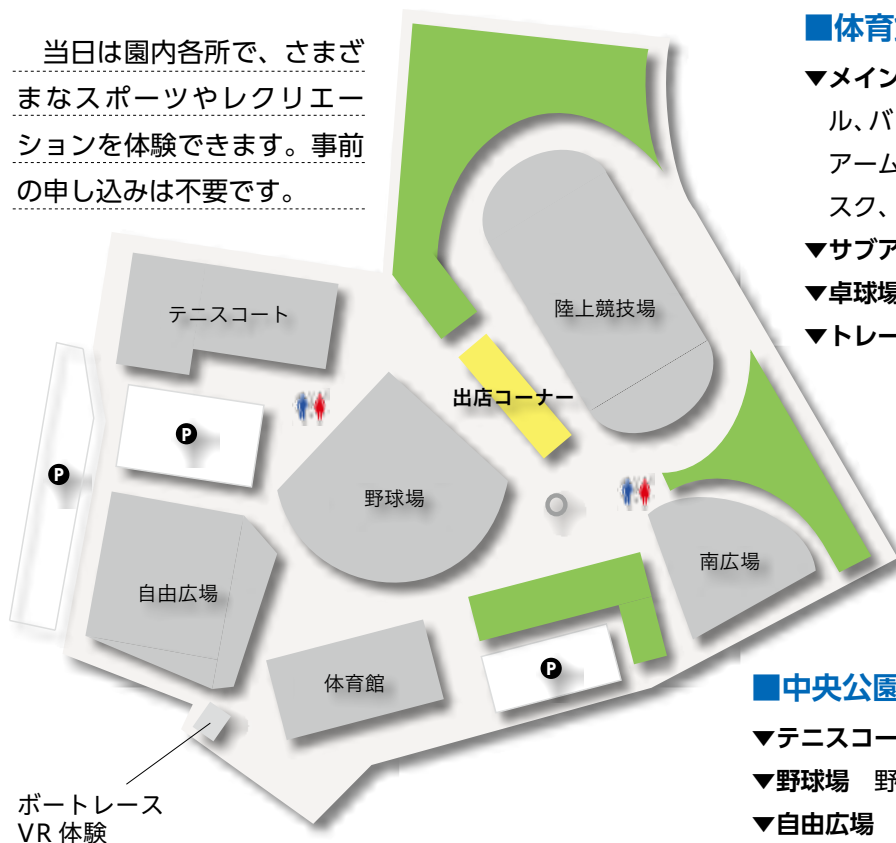 当日は園内各所で、さまざ
まなスポーツやレクリエー
ションを体験できます。事前
の申し込みは不要です。
■体育
▼メイン
ル、バ
アーム
スク、
▼サブア
▼卓球場
▼トレー
テニスコート
陸上競技場
出店コーナー
P
P
野球場
自由広場
南広場
体育館
P
ボートレース
VR 体験
■中央公園
▼テニスコー
▼野球場　野
▼自由広場